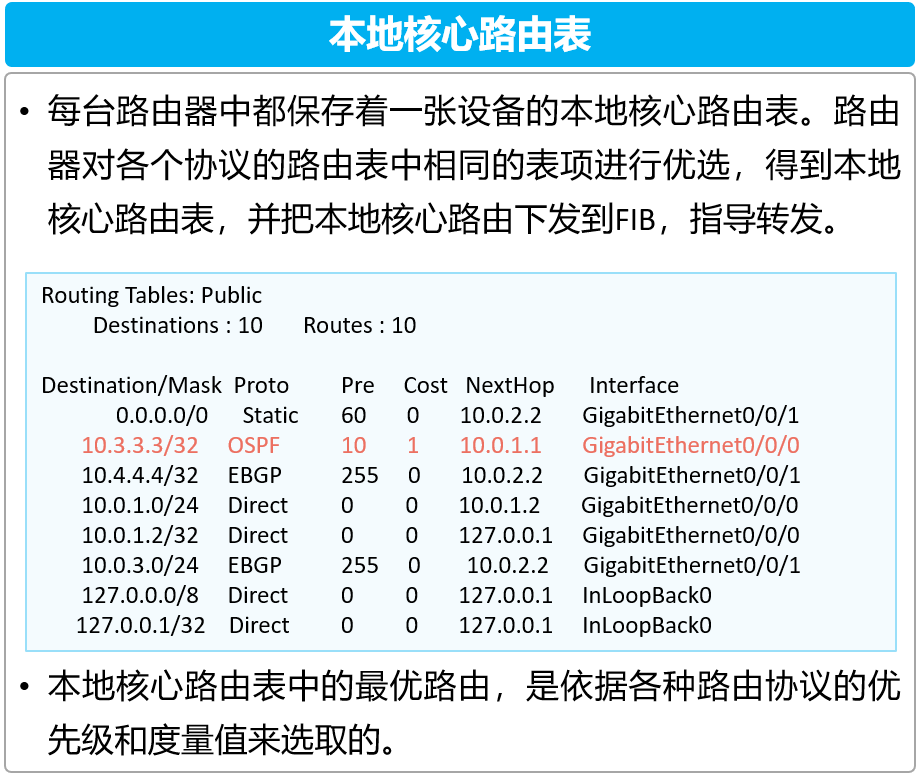 本地核心路由表
• 每台路由器中都保存着一张设备的本地核心路由表。路由
器对各个协议的路由表中相同的表项进行优选，得到本地
核心路由表，并把本地核心路由下发到FIB，指导转发。
Routing Tables: Public
Destinations : 10 Routes : 10
Destination/Mask Proto Pre Cost NextHop Interface
0.0.0.0/0 Static 60 0 10.0.2.2 GigabitEthernet0/0/1
10.3.3.3/32 OSPF 10 1 10.0.1.1 GigabitEthernet0/0/0
10.4.4.4/32 EBGP 255 0 10.0.2.2 GigabitEthernet0/0/1
10.0.1.0/24 Direct 0 0 10.0.1.2 GigabitEthernet0/0/0
10.0.1.2/32 Direct 0 0 127.0.0.1 GigabitEthernet0/0/0
10.0.3.0/24 EBGP 255 0 10.0.2.2 GigabitEthernet0/0/1
127.0.0.0/8 Direct 0 0 127.0.0.1 InLoopBack0
127.0.0.1/32 Direct 0 0 127.0.0.1 InLoopBack0
• 本地核心路由表中的最优路由，是依据各种路由协议的优
先级和度量值来选取的。